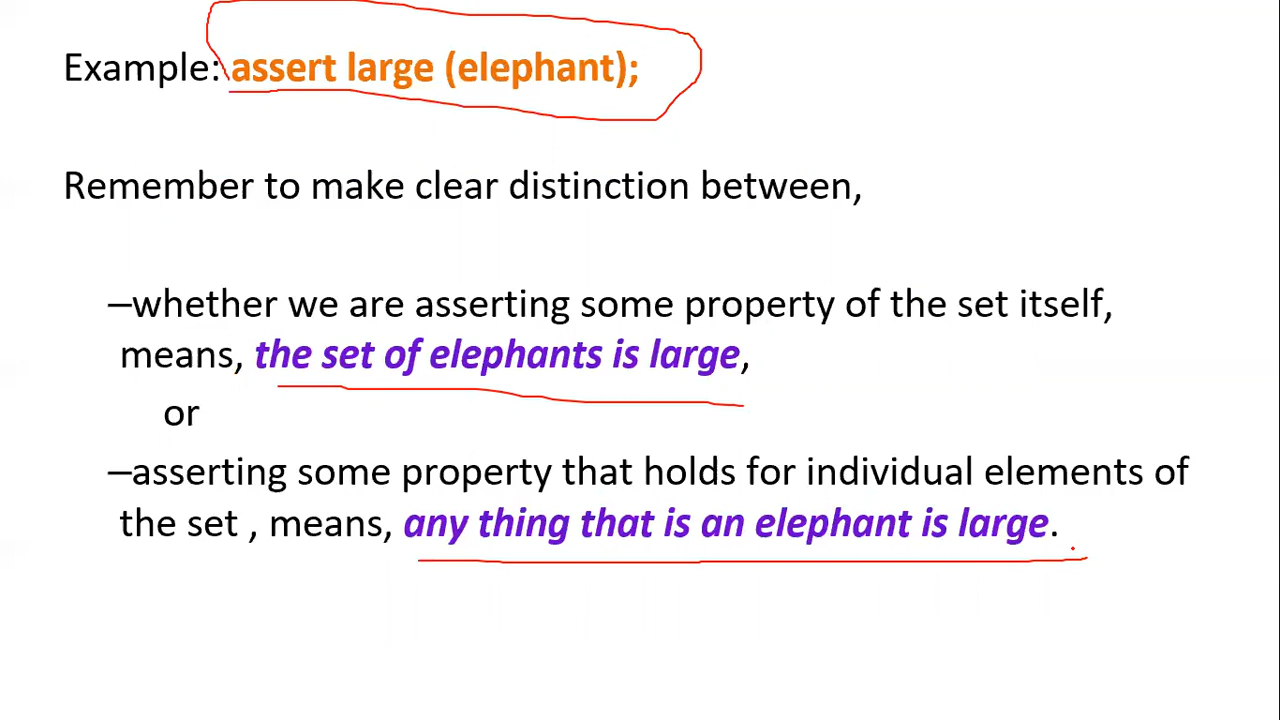 Example: assert large (elephant);
Remember to make clear distinction between,
–whether we are asserting some property of the set itself,
means, the set of elephants is large,
or
–asserting some property that holds for individual elements of
the set , means, any thing that is an elephant is large.